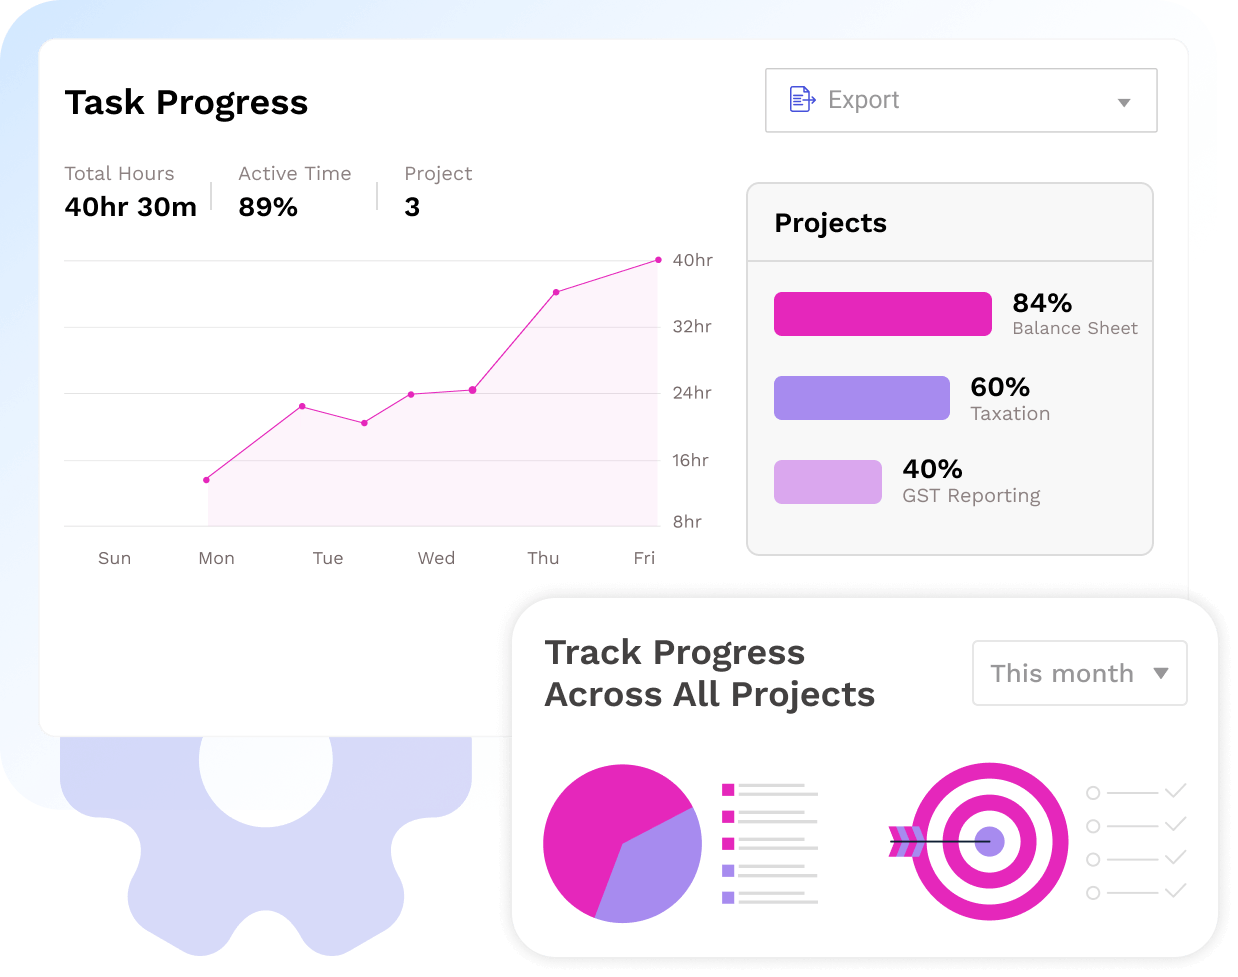 Task Progress
Export
Total Hours
40hr 30m
Active Time
89%
Project
3
40hr
32hr
24hr
16hr
8hr
Sun Mon Tue Wed Thu Fri
Projects
84%
Balance Sheet
60%
Taxation
40%
GST Reporting
Track Progress
Across All Projects
This month